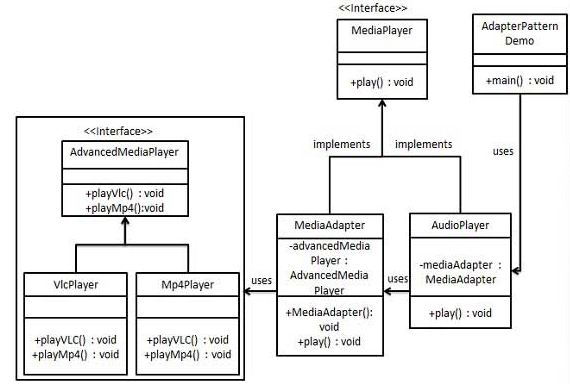 <<Interface>>
MediaPlayer
+play() : void
AdapterPattern
Demo
+main() : void
implements
implements
uses
<<Interface>>
AdvancedMediaPlayer
+playVlc() : void
+playMp4():void
VlcPlayer
+playVLC() : void
+playMp4() : void
Mp4Player
+playVLC() : void
+playMp4() : void
uses
MediaAdapter
-advancedMedia
Player :
AdvancedMedia
Player
+MediaAdapter():
void
+play() : void
uses
AudioPlayer
-mediaAdapter :
MediaAdapter
+play() : void